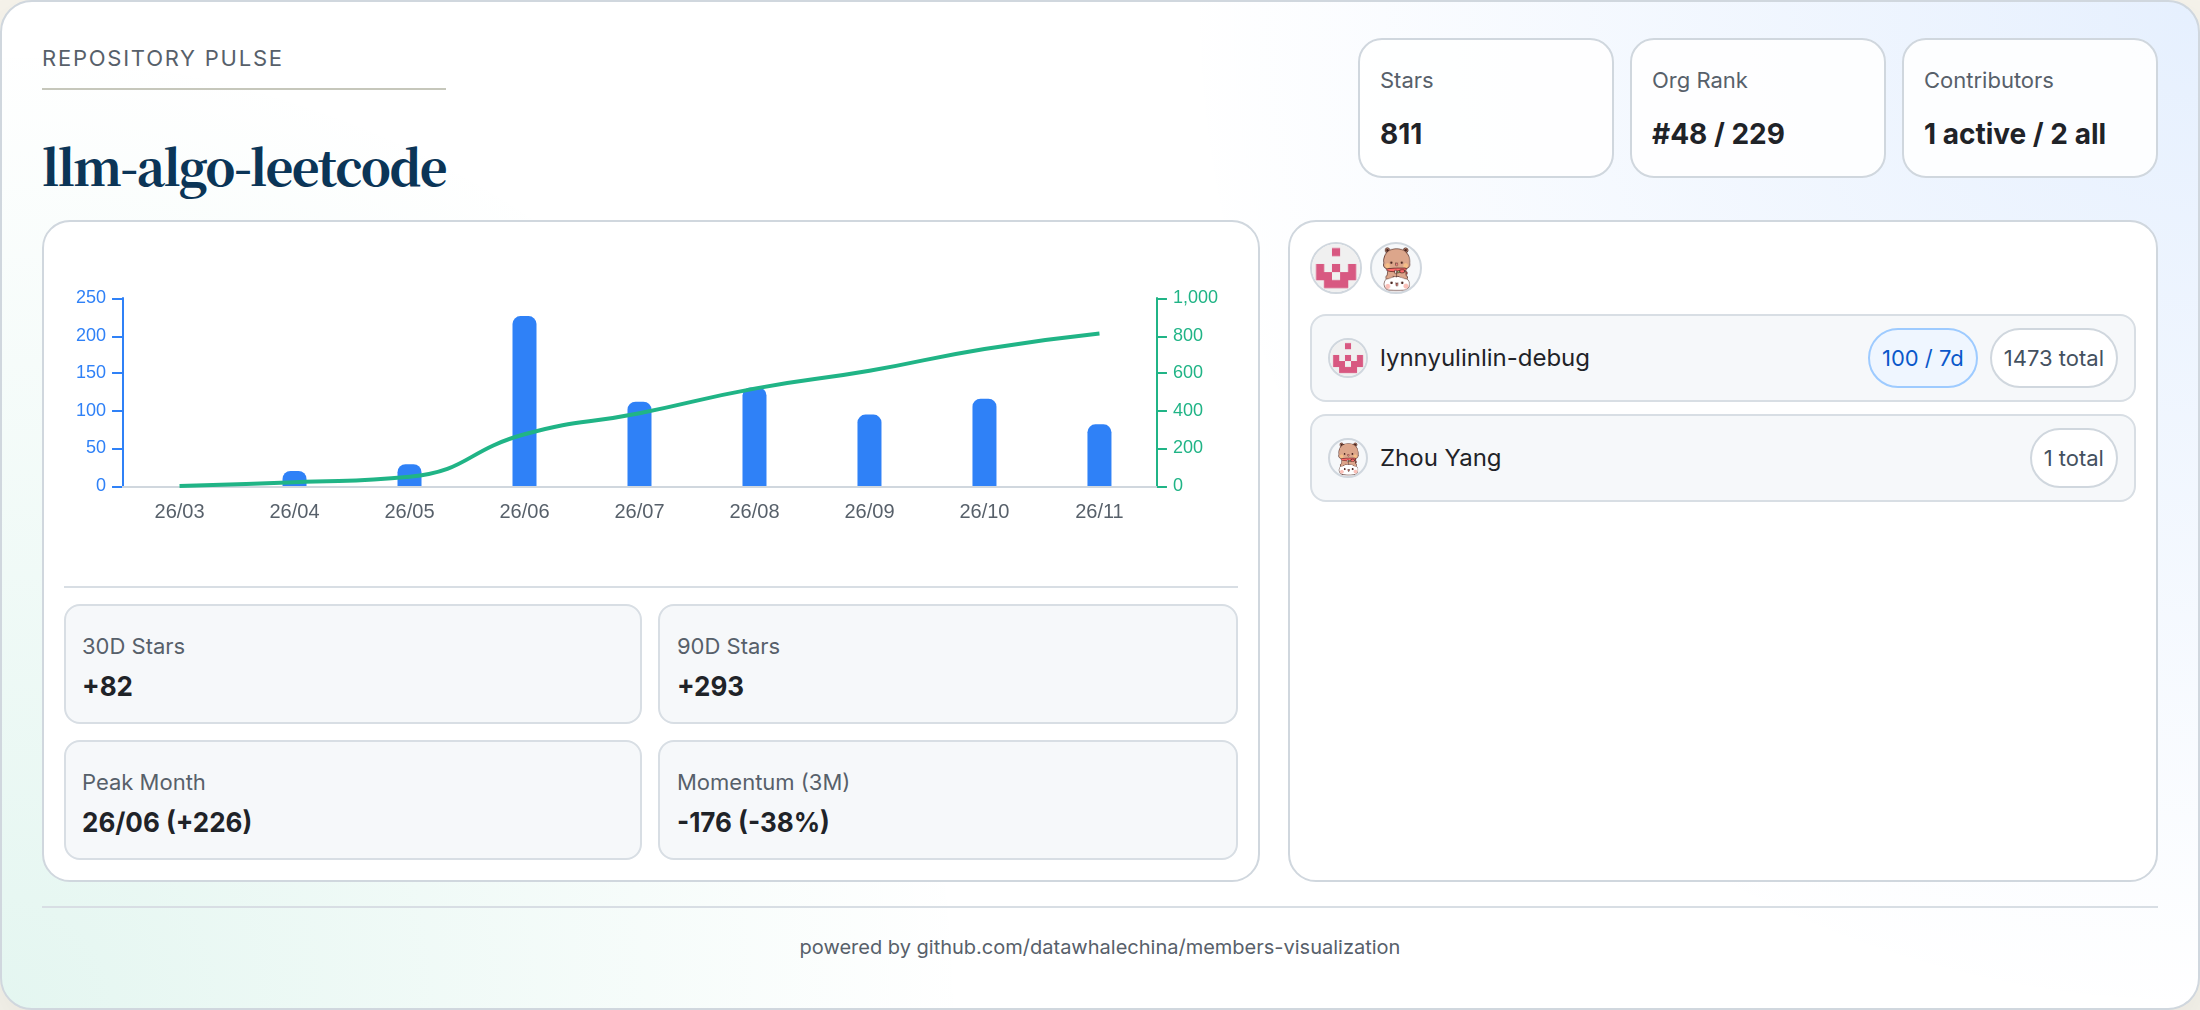 REPOSITORY PULSE
llm-algo-leetcode
Stars
811
Org Rank
#48 / 229
Contributors
1 active / 2 all
250
200
150
100
50
0
1,000
800
600
400
200
0
26/03 26/04 26/05 26/06 26/07 26/08 26/09 26/10 26/11
30D Stars
+82
90D Stars
+293
Peak Month
26/06 (+226)
Momentum (3M)
-176 (-38%)
lynnyulinlin-debug 100 / 7d 1473 total
Zhou Yang 1 total
powered by github.com/datawhalechina/members-visualization